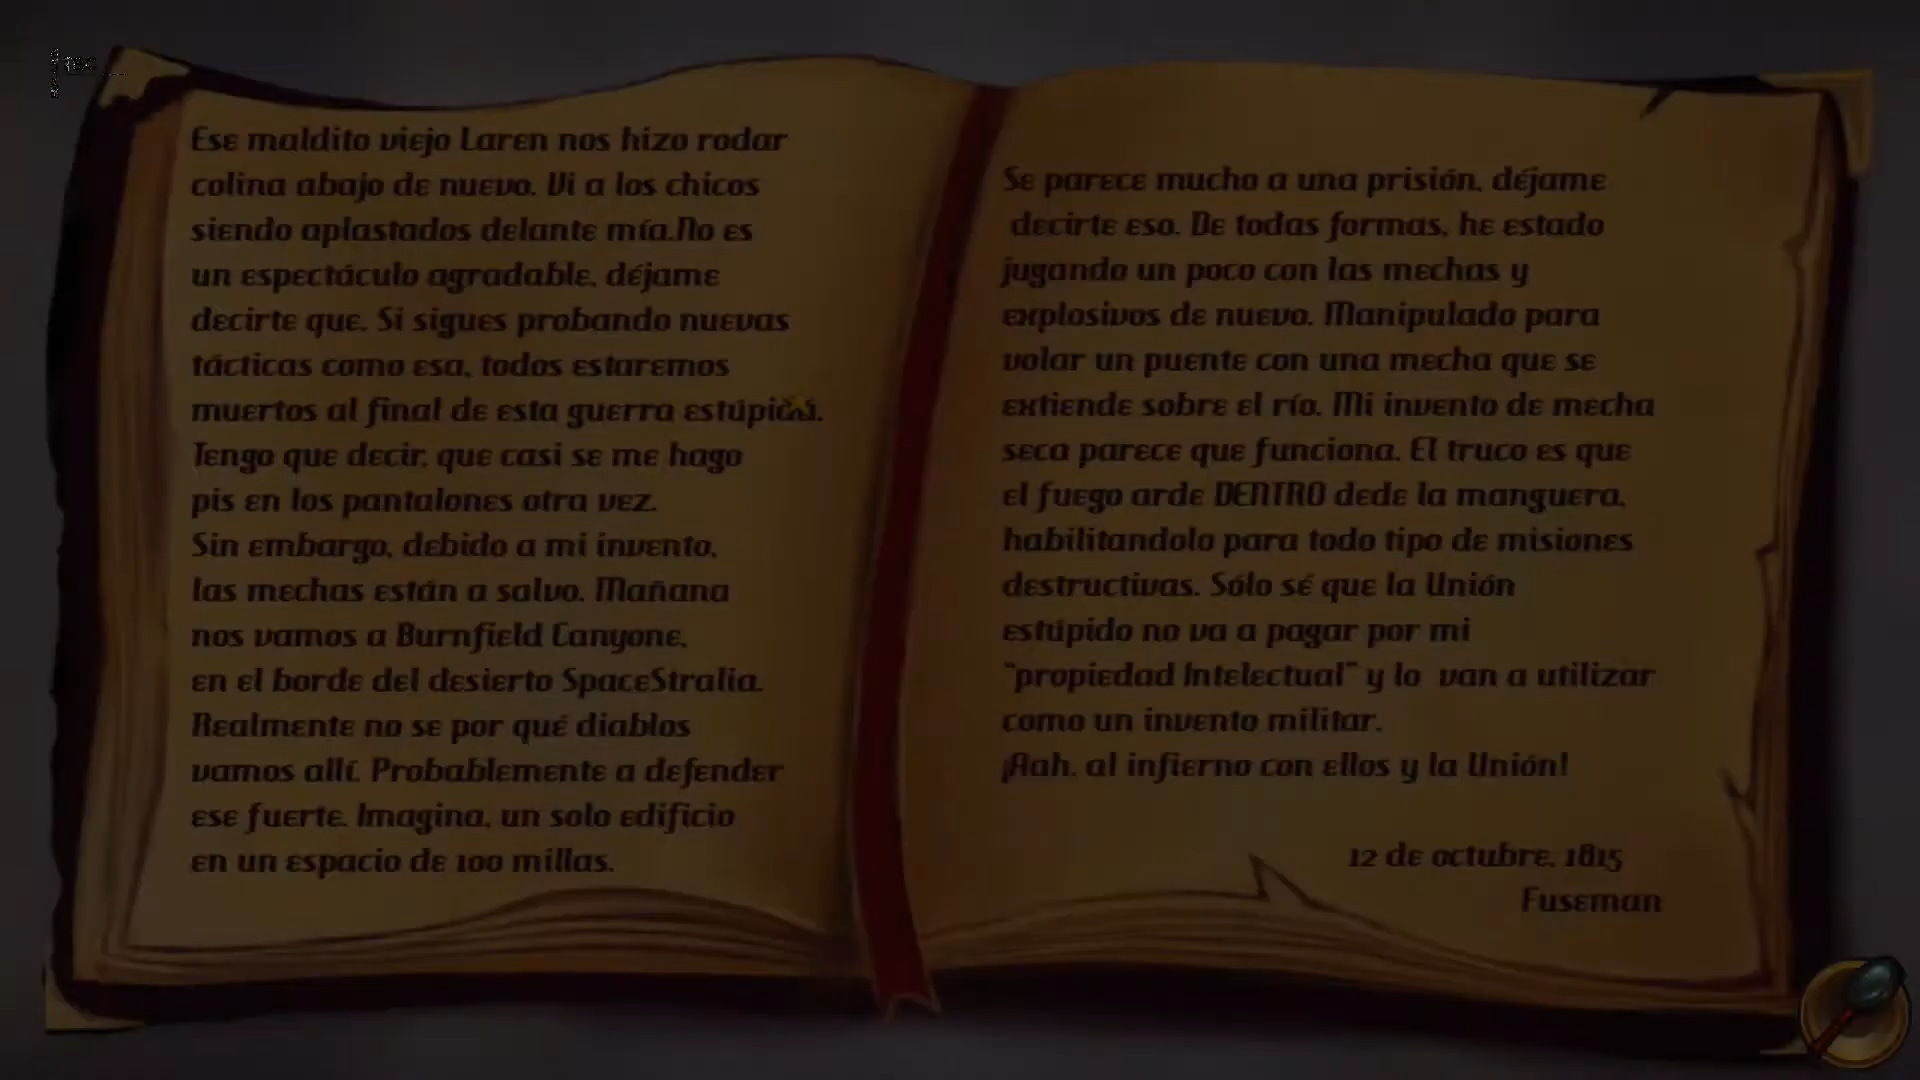 Ese maldito viejo Laren nos hizo rodar
colina abajo de nuevo. Vi a los chicos
siendo aplastados delante mía.No es
un espectáculo agradable, déjame
decirte que. Si sigues probando nuevas
tácticas como esa, todos estaremos
muertos al final de esta guerra estúpida.
Tengo que decir, que casi se me hago
pis en los pantalones otra vez.
Sin embargo, debido a mi invento,
las mechas están a salvo. Mañana
nos vamos a Burnfield Canyone,
en el borde del desierto SpaceStralia.
Realmente no se por qué diablos
vamos allí. Probablemente a defender
ese fuerte. Imagina, un solo edificio
en un espacio de 100 millas.
Se parece mucho a una prisión, déjame
decirte eso. De todas formas, he estado
jugando un poco con las mechas y
explosivos de nuevo. Manipulado para
volar un puente con una mecha que se
extiende sobre el río. Mi invento de mecha
seca parece que funciona. El truco es que
el fuego arde DENTRO dede la manguera,
habilitandolo para todo tipo de misiones
destructivas. Sólo sé que la Unión
estúpido no va a pagar por mi
"propiedad Intelectual" y lo van a utilizar
como un invento militar.
¡Aah, al infierno con ellos y la Unión!
12 de octubre, 1815
Fuseman